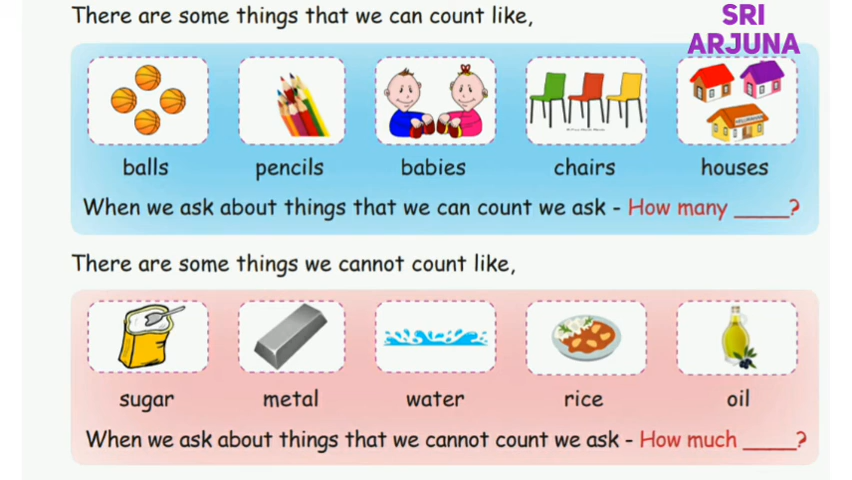 There are some things that we can count like,
SRI
ARJUNA
balls pencils babies chairs houses
When we ask about things that we can count we ask - How many _____?
There are some things we cannot count like,
sugar metal water rice oil
When we ask about things that we cannot count we ask - How much _____?